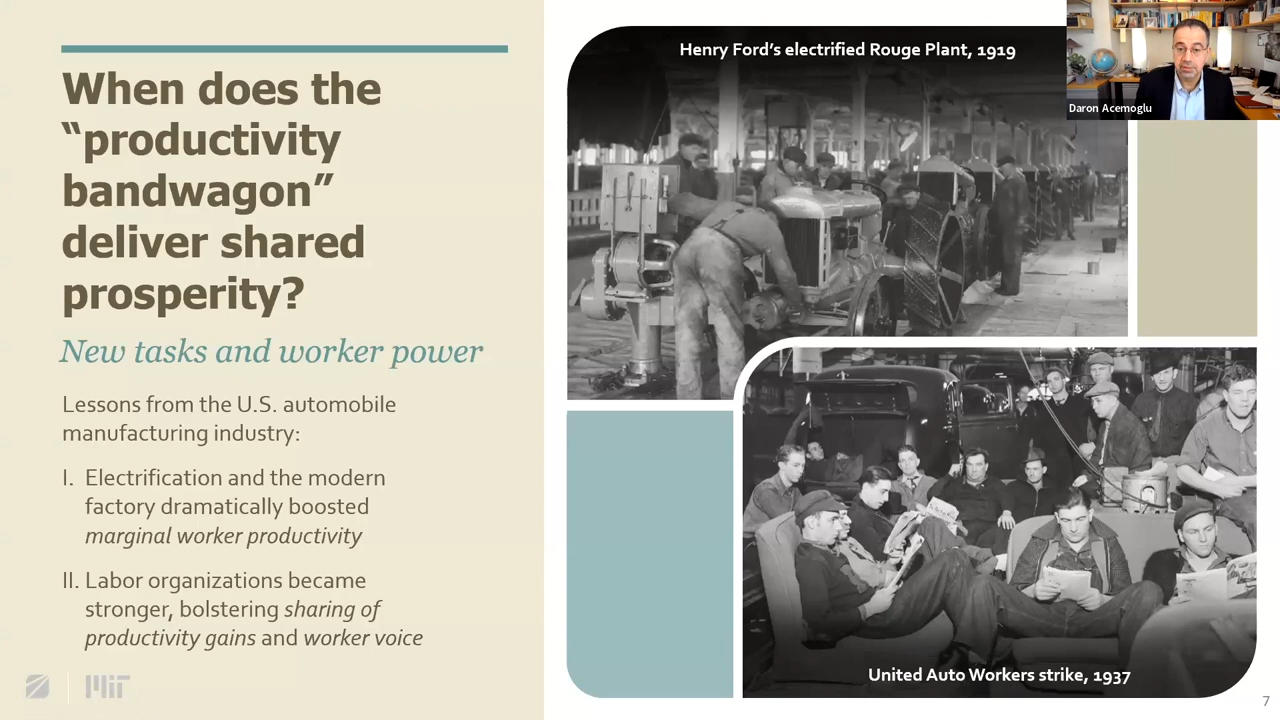 When does the
“productivity
bandwagon”
deliver shared
prosperity?
New tasks and worker power
Lessons from the U.S. automobile
manufacturing industry:
I. Electrification and the modern
factory dramatically boosted
marginal worker productivity
II. Labor organizations became
stronger, bolstering sharing of
productivity gains and worker voice
MIT
Henry Ford’s electrified Rouge Plant, 1919
Daron Acemoglu
United Auto Workers strike, 1937
7